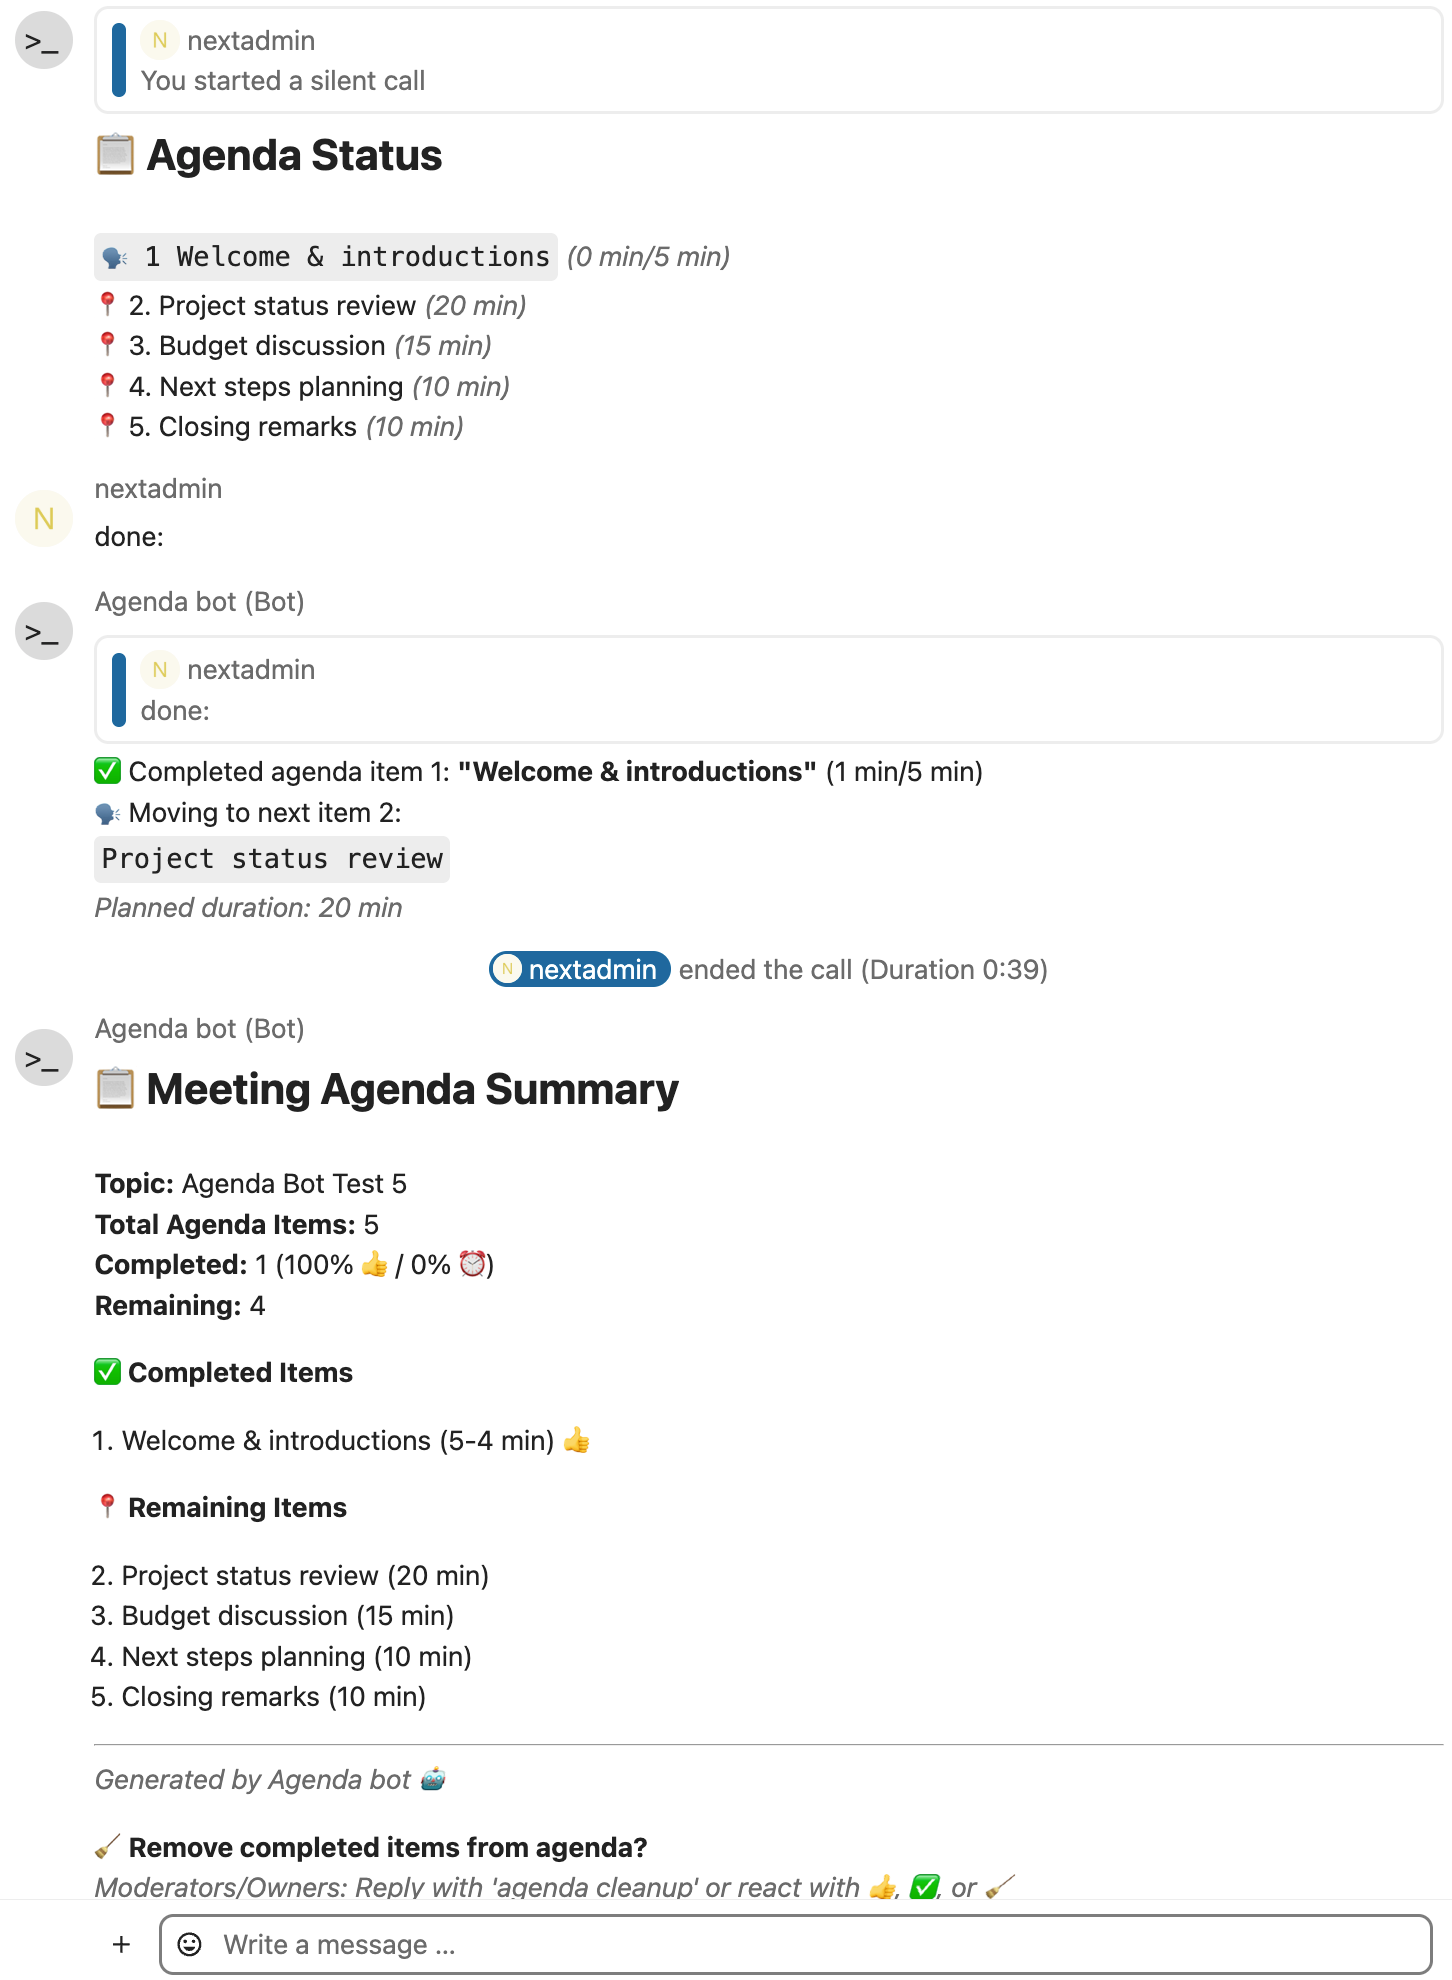 >_
N nextadmin
You started a silent call
📋 Agenda Status
🗣️ 1 Welcome & introductions (0 min/5 min)
📍 2. Project status review (20 min)
📍 3. Budget discussion (15 min)
📍 4. Next steps planning (10 min)
📍 5. Closing remarks (10 min)
nextadmin
N
done:
Agenda bot (Bot)
>_
N nextadmin
done:
✅ Completed agenda item 1: "Welcome & introductions" (1 min/5 min)
🗣️ Moving to next item 2:
Project status review
Planned duration: 20 min
N nextadmin ended the call (Duration 0:39)
Agenda bot (Bot)
>_
📋 Meeting Agenda Summary
Topic: Agenda Bot Test 5
Total Agenda Items: 5
Completed: 1 (100% 👍 / 0% ⏰)
Remaining: 4
✅ Completed Items
1. Welcome & introductions (5-4 min) 👍
📍 Remaining Items
2. Project status review (20 min)
3. Budget discussion (15 min)
4. Next steps planning (10 min)
5. Closing remarks (10 min)
Generated by Agenda bot 🤖
🧹 Remove completed items from agenda?
Moderators/Owners: Reply with 'agenda cleanup' or react with 👍, ✅, or 🧹
+ Write a message ...